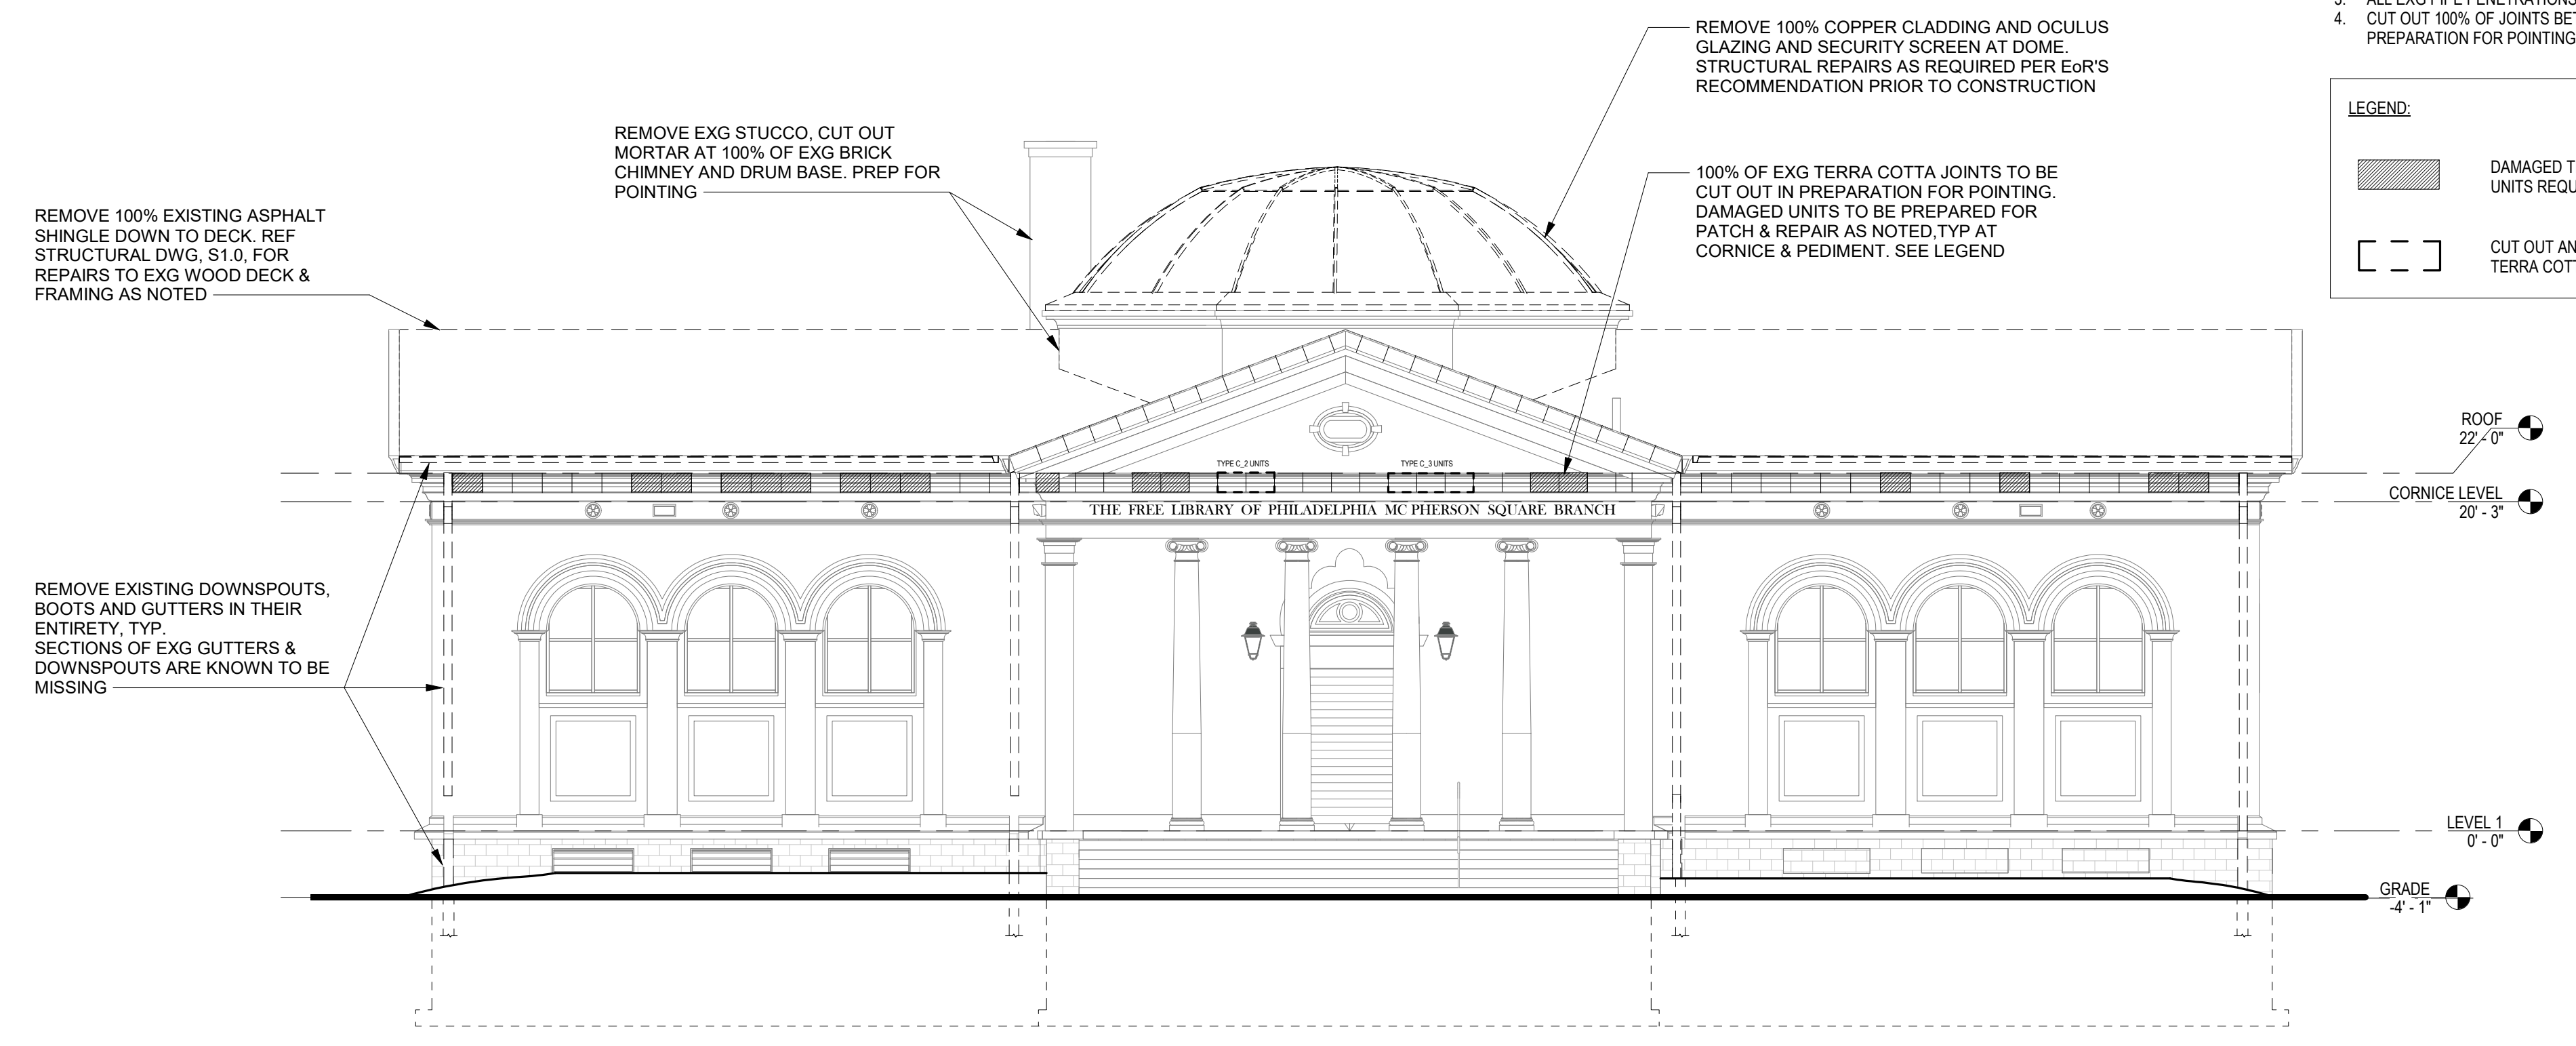 3. ALL EXG PIPE PENETRATIONS
4. CUT OUT 100% OF JOINTS
PREPARATION FOR POINTING
REMOVE 100% COPPER CLADDING AND OCULUS
GLAZING AND SECURITY SCREEN AT DOME.
STRUCTURAL REPAIRS AS REQUIRED PER EoR'S
RECOMMENDATION PRIOR TO CONSTRUCTION
LEGEND:
DAMAGED
UNITS
CUT OUT
TERRA
REMOVE EXG STUCCO, CUT OUT
MORTAR AT 100% OF EXG BRICK
CHIMNEY AND DRUM BASE. PREP FOR
POINTING
100% OF EXG TERRA COTTA JOINTS TO BE
CUT OUT IN PREPARATION FOR POINTING.
DAMAGED UNITS TO BE PREPARED FOR
PATCH & REPAIR AS NOTED,TYP AT
CORNICE & PEDIMENT. SEE LEGEND
REMOVE 100% EXISTING ASPHALT
SHINGLE DOWN TO DECK. REF
STRUCTURAL DWG, S1.0, FOR
REPAIRS TO EXG WOOD DECK &
FRAMING AS NOTED
ROOF
22' - 0"
TYPE C_2 UNITS
TYPE C_3 UNITS
CORNICE LEVEL
20' - 3"
THE FREE LIBRARY OF PHILADELPHIA MC PHERSON SQUARE BRANCH
REMOVE EXISTING DOWNSPOUTS,
BOOTS AND GUTTERS IN THEIR
ENTIRETY, TYP.
SECTIONS OF EXG GUTTERS &
DOWNSPOUTS ARE KNOWN TO BE
MISSING
LEVEL 1
0' - 0"
GRADE
-4' - 1"